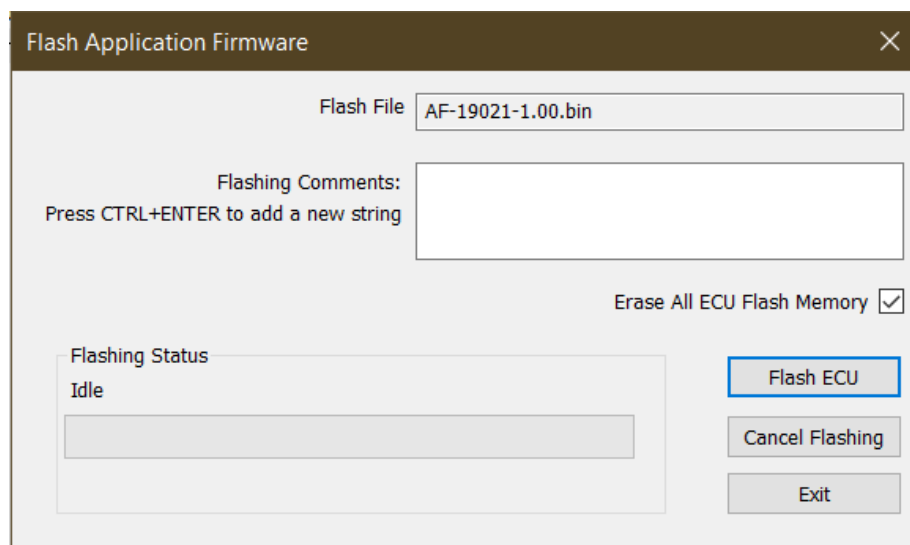 Flash Application Firmware
Flash File
AF-19021-1.00.bin
Flashing Comments:
Press CTRL+ENTER to add a new string
Erase All ECU Flash Memory
Flashing Status
Idle
Flash ECU
Cancel Flashing
Exit